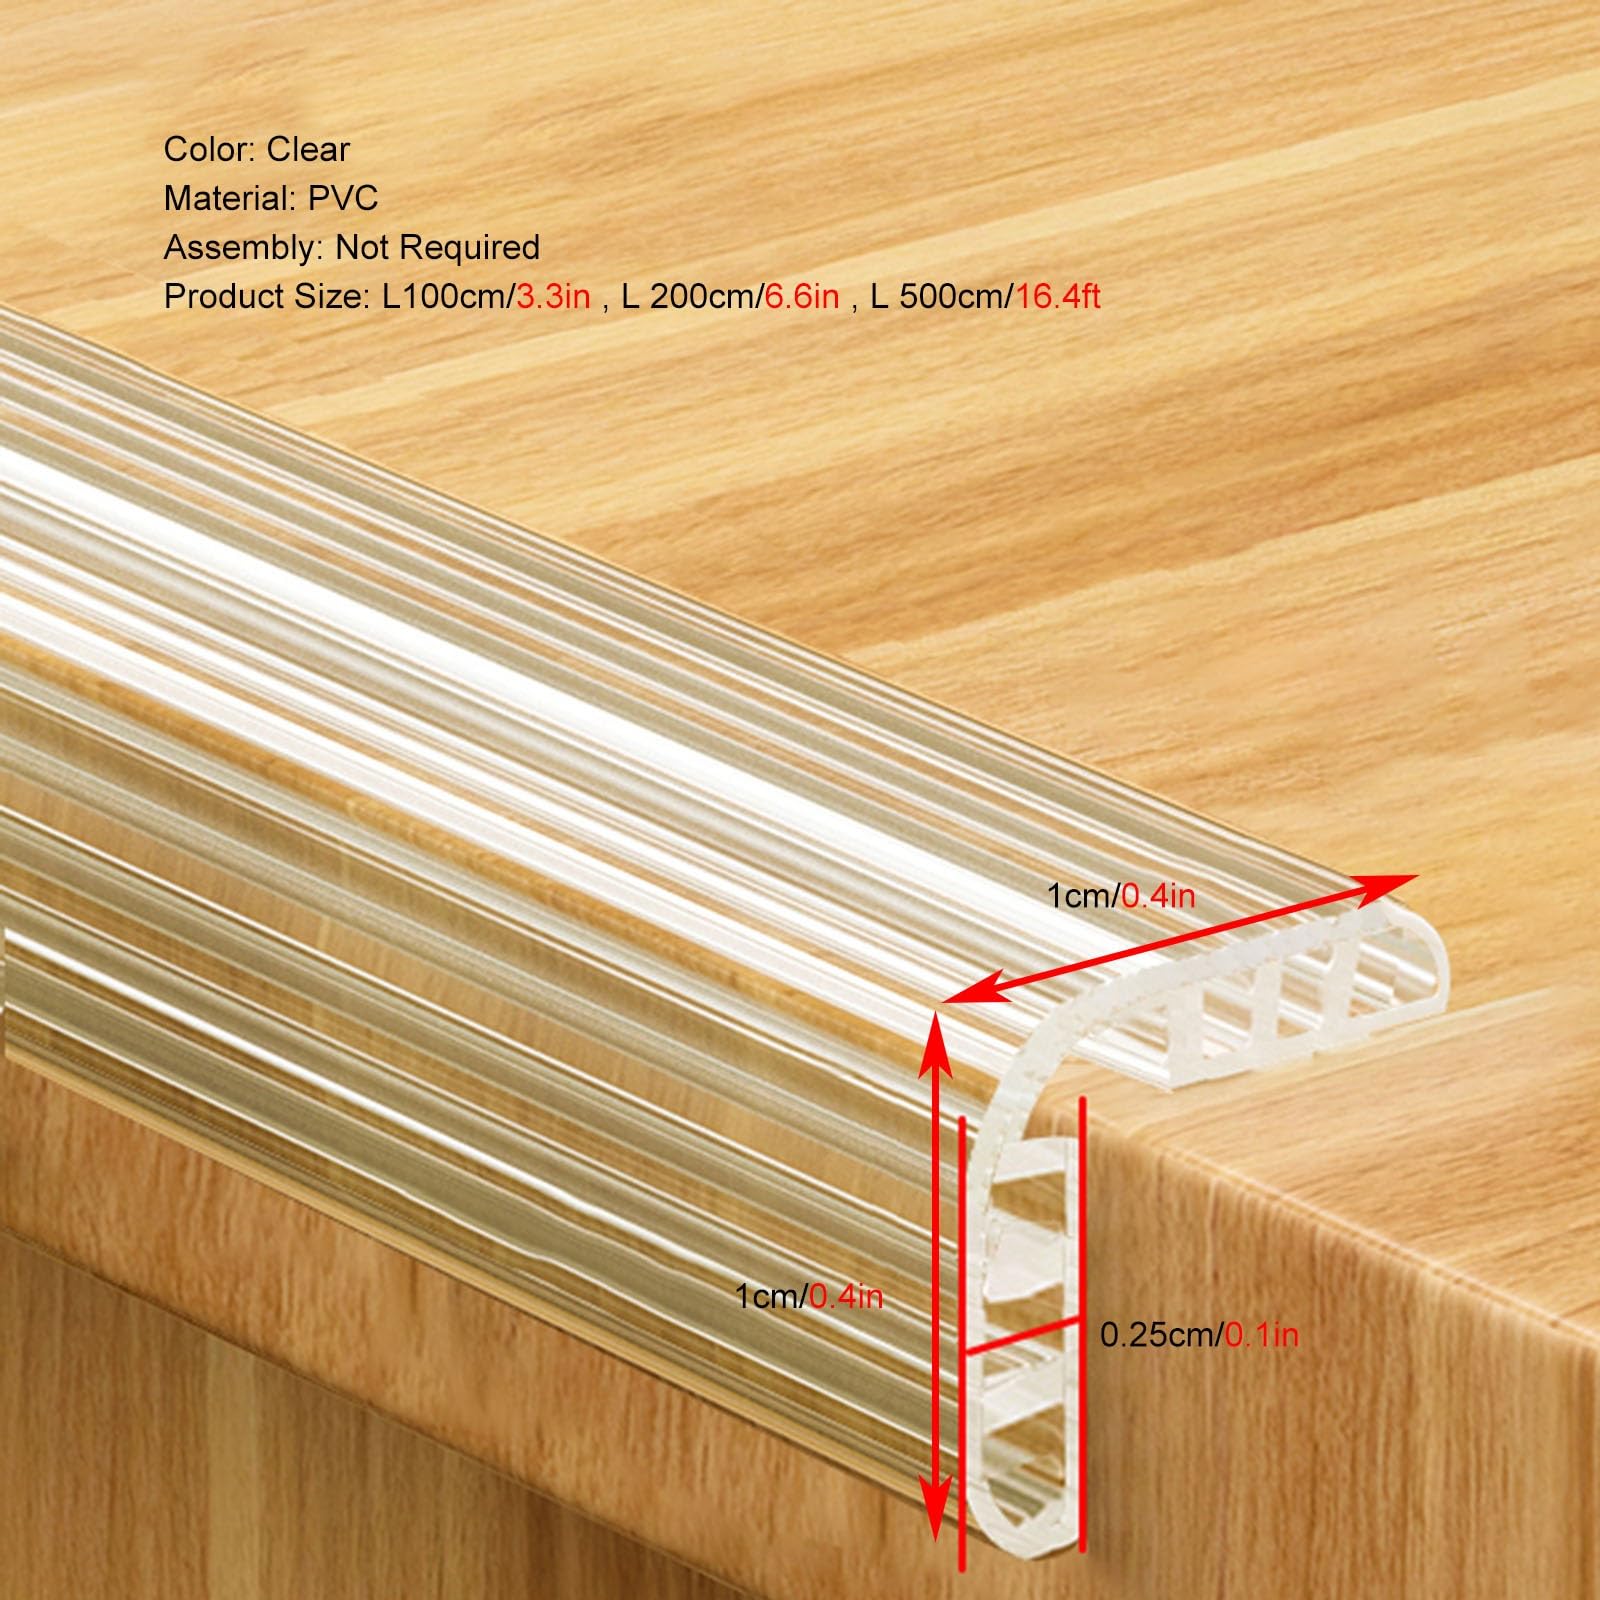 Color: Clear
Material: PVC
Assembly: Not Required
Product Size: L100cm/3.3in , L 200cm/6.6in , L 500cm/16.4ft
1cm/0.4in
1cm/0.4in
0.25cm/0.1in